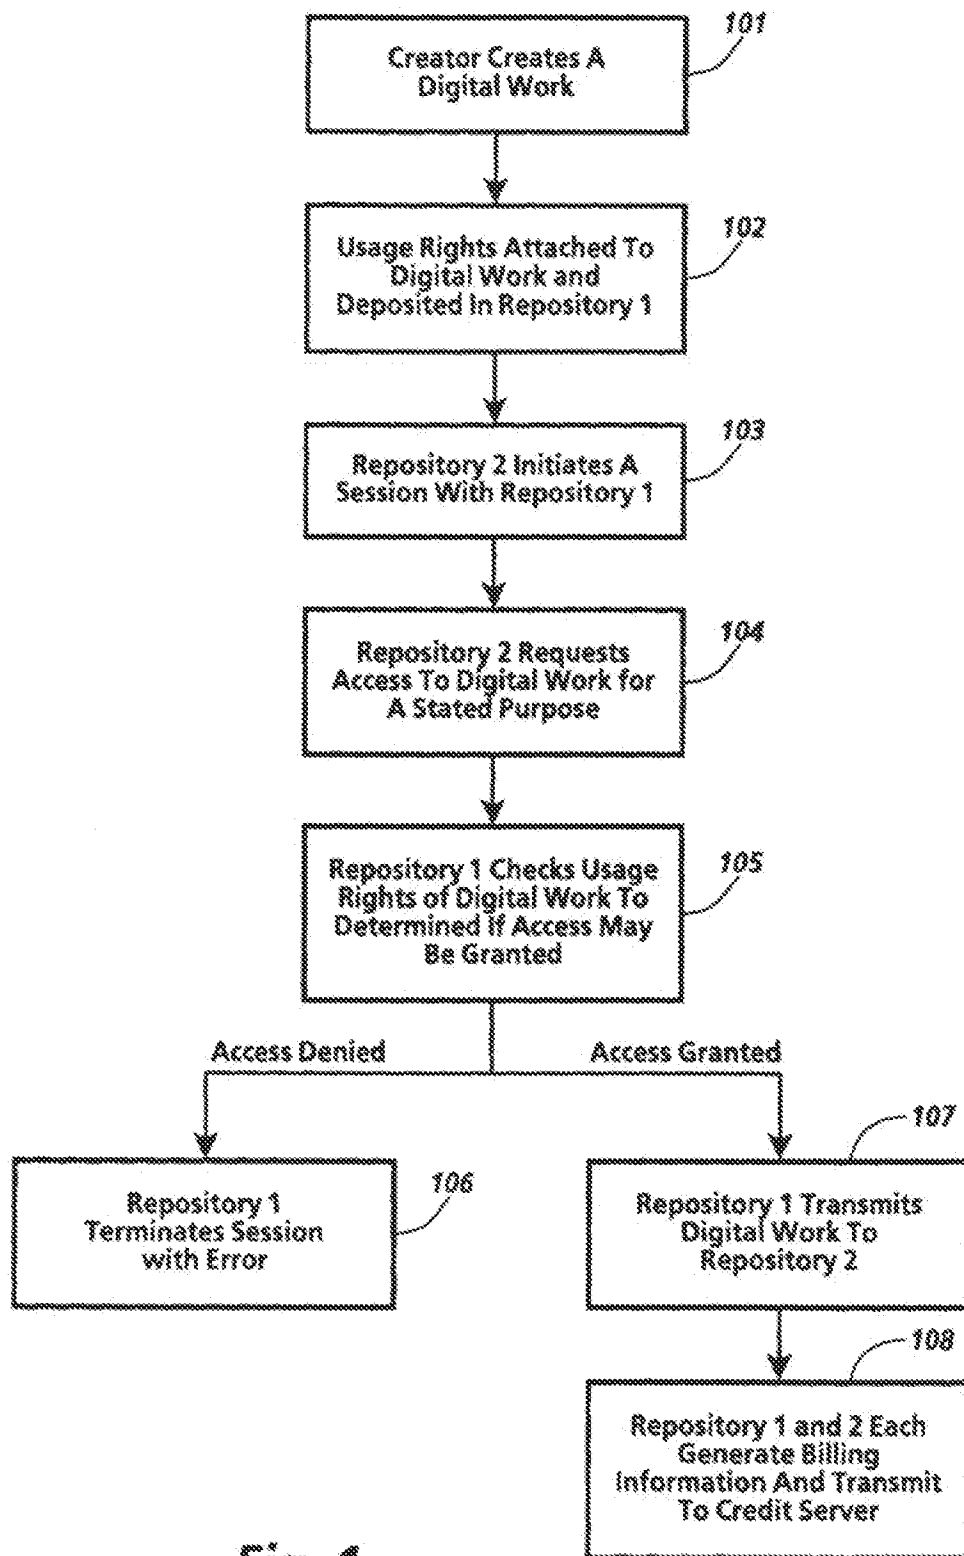 101
Creator Creates A
Digital Work
102
Usage Rights Attached To
Digital Work and
Deposited In Repository 1
103
Repository 2 Initiates A
Session With Repository 1
104
Repository 2 Requests
Access To Digital Work for
A Stated Purpose
105
Repository 1 Checks Usage
Rights of Digital Work To
Determined If Access May
Be Granted
Access Denied
Access Granted
106
Repository 1
Terminates Session
with Error
107
Repository 1 Transmits
Digital Work To
Repository 2
108
Repository 1 and 2 Each
Generate Billing
Information And Transmit
To Credit Server